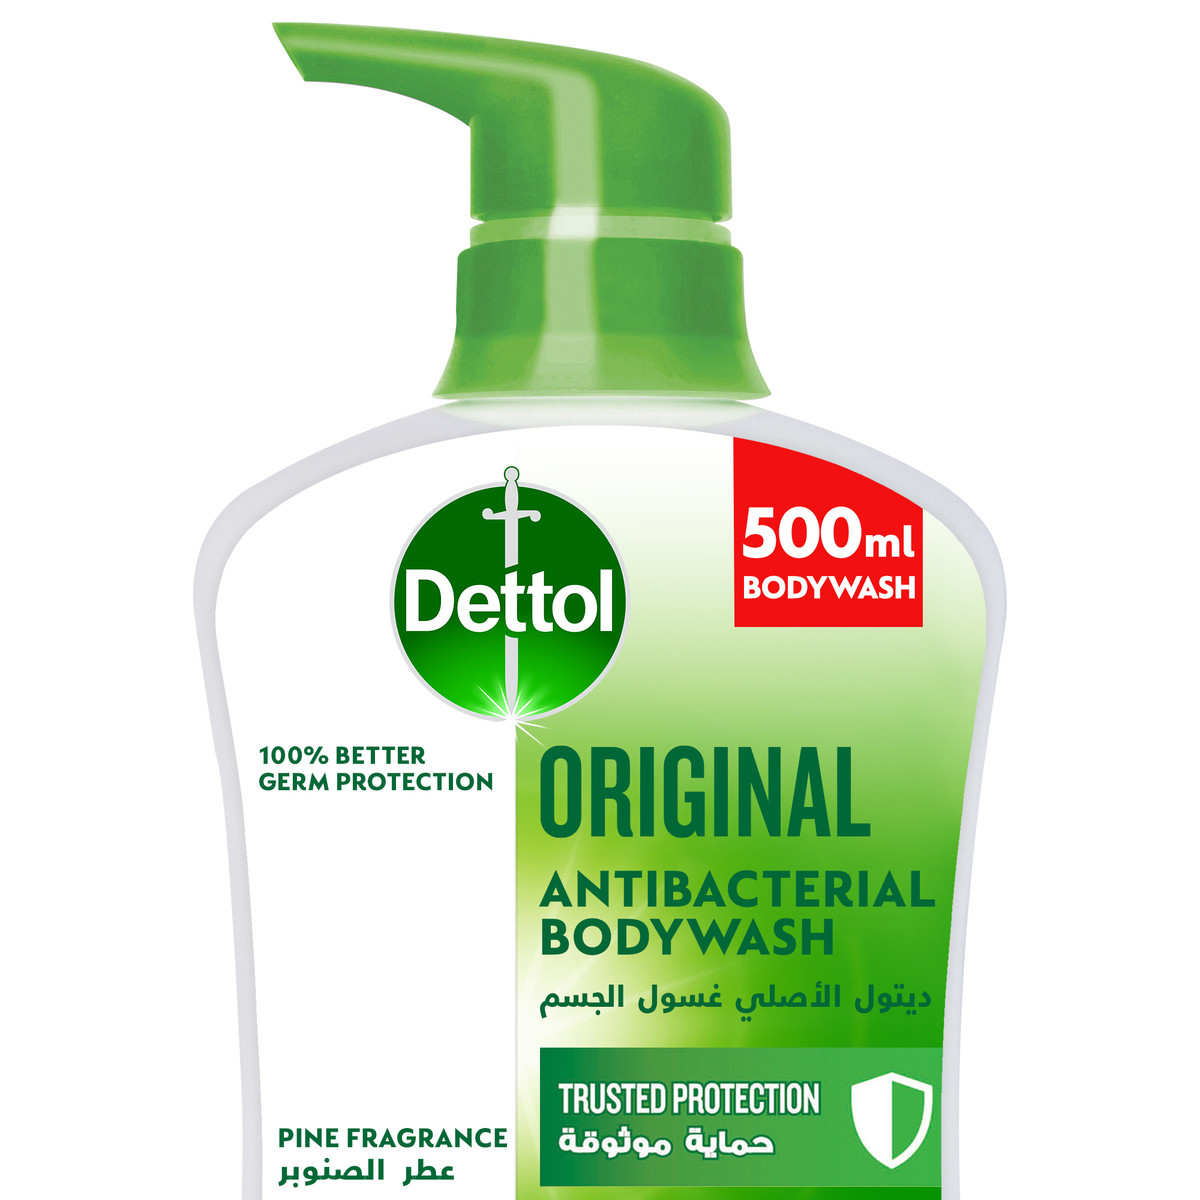 500ml
BODYWASH
Dettol
100% BETTER
GERM PROTECTION
ORIGINAL
ANTIBACTERIAL
BODYWASH
ديتول الأصلي غسول الجسم
TRUSTED PROTECTION
حماية موثوقة
PINE FRAGRANCE
عطر الصنوبر